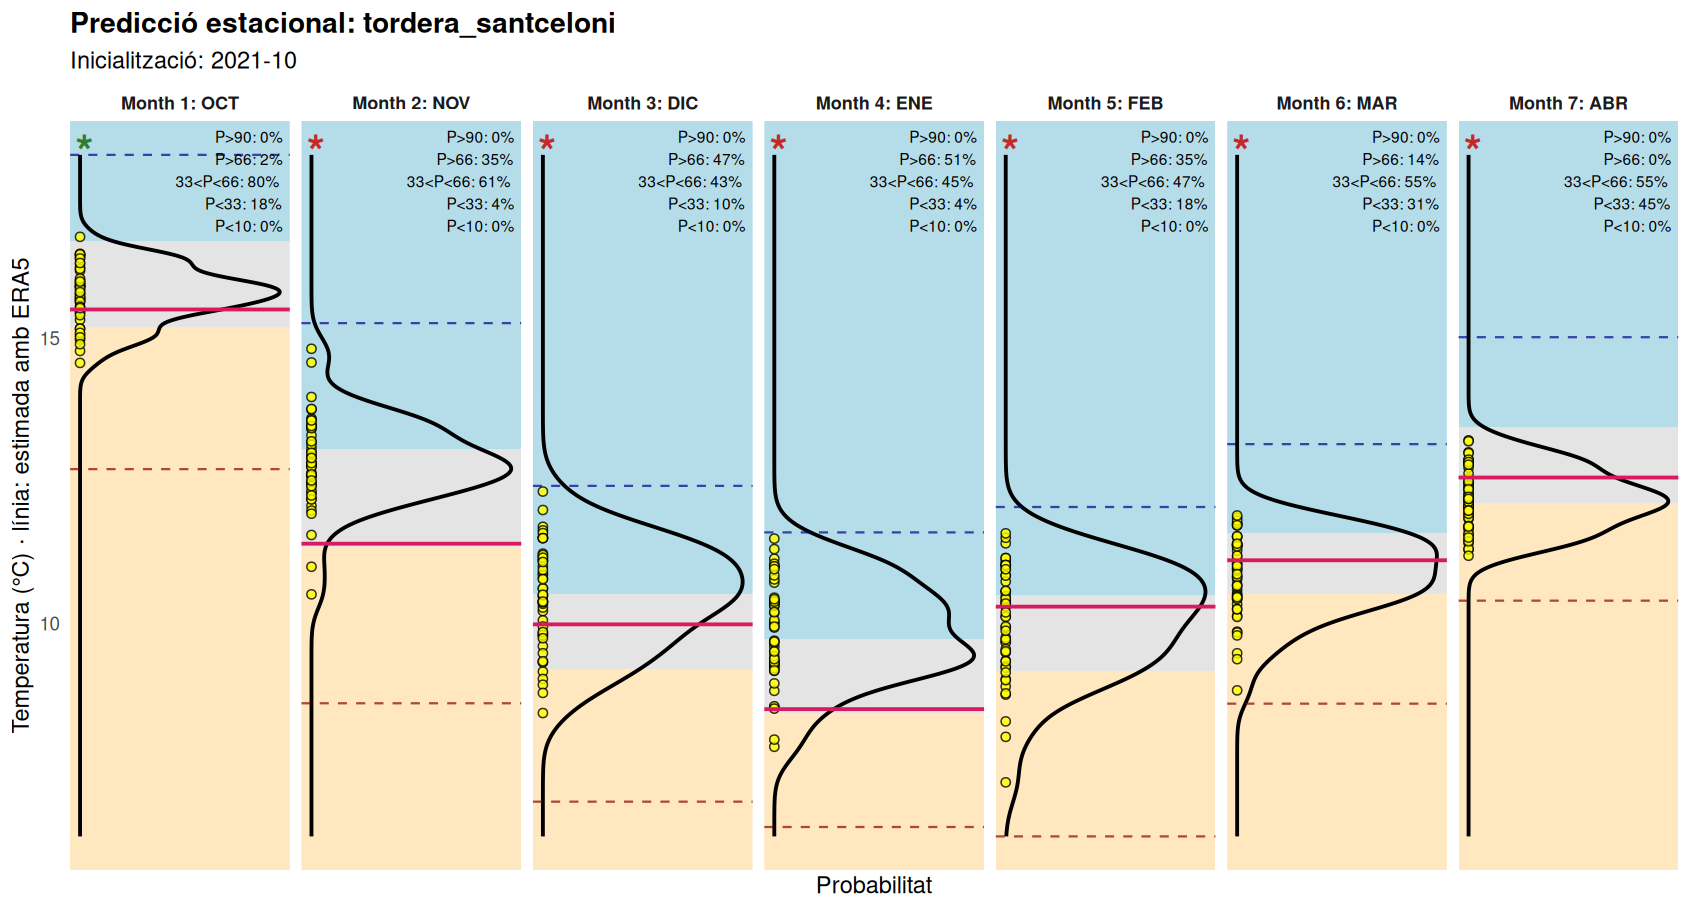 Predicció estacional: tordera_santceloni
Inicialització: 2021-10
Month 1: OCT
Month 2: NOV
Month 3: DIC
Month 4: ENE
Month 5: FEB
Month 6: MAR
Month 7: ABR
*
P>90: 0%
P>66: 2%
33<P<66: 80%
P<33: 18%
P<10: 0%
*
P>90: 0%
P>66: 35%
33<P<66: 61%
P<33: 4%
P<10: 0%
*
P>90: 0%
P>66: 47%
33<P<66: 43%
P<33: 10%
P<10: 0%
*
P>90: 0%
P>66: 51%
33<P<66: 45%
P<33: 4%
P<10: 0%
*
P>90: 0%
P>66: 35%
33<P<66: 47%
P<33: 18%
P<10: 0%
*
P>90: 0%
P>66: 14%
33<P<66: 55%
P<33: 31%
P<10: 0%
*
P>90: 0%
P>66: 0%
33<P<66: 55%
P<33: 45%
P<10: 0%
Temperatura (°C) · línia: estimada amb ERA5
15
10
Probabilitat